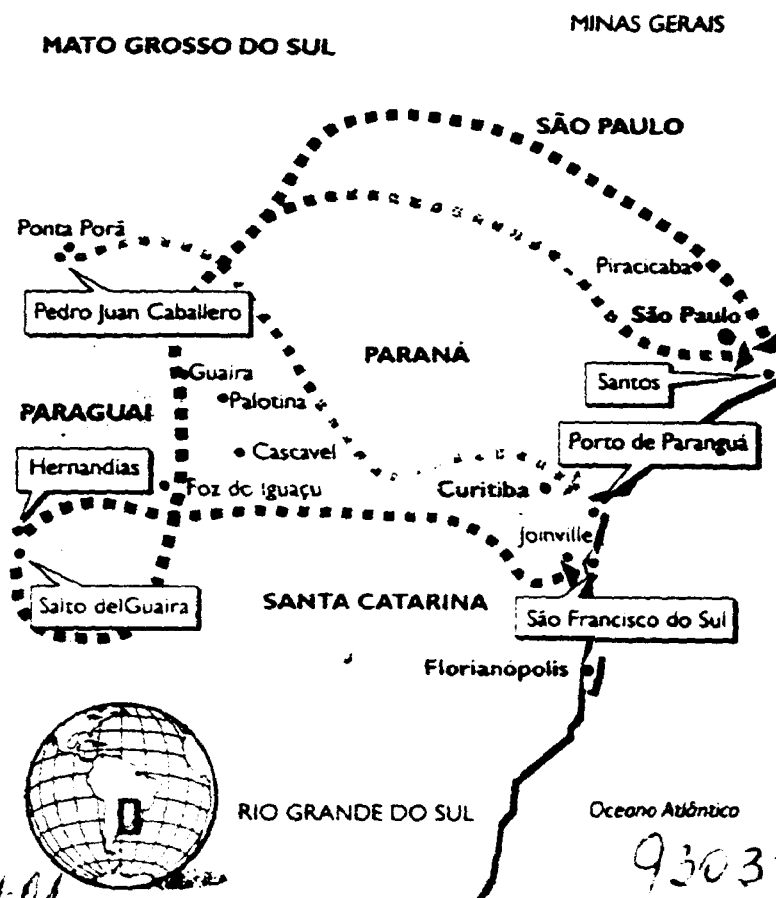 MINAS GERAIS
MATO GROSSO DO SUL
SÃO PAULO
Ponta Porã
Piracicaba
Pedro Juan Caballero
São Paulo
PARANÁ
Guaira
Santos
Palotina
PARAGUAI
Porto de Paranguá
Cascavel
Hernandias
Foz do Iguaçu
Curitiba
Joinville
Salto del Guaira
SANTA CATARINA
São Francisco do Sul
Florianópolis
RIO GRANDE DO SUL
Oceano Atlântico